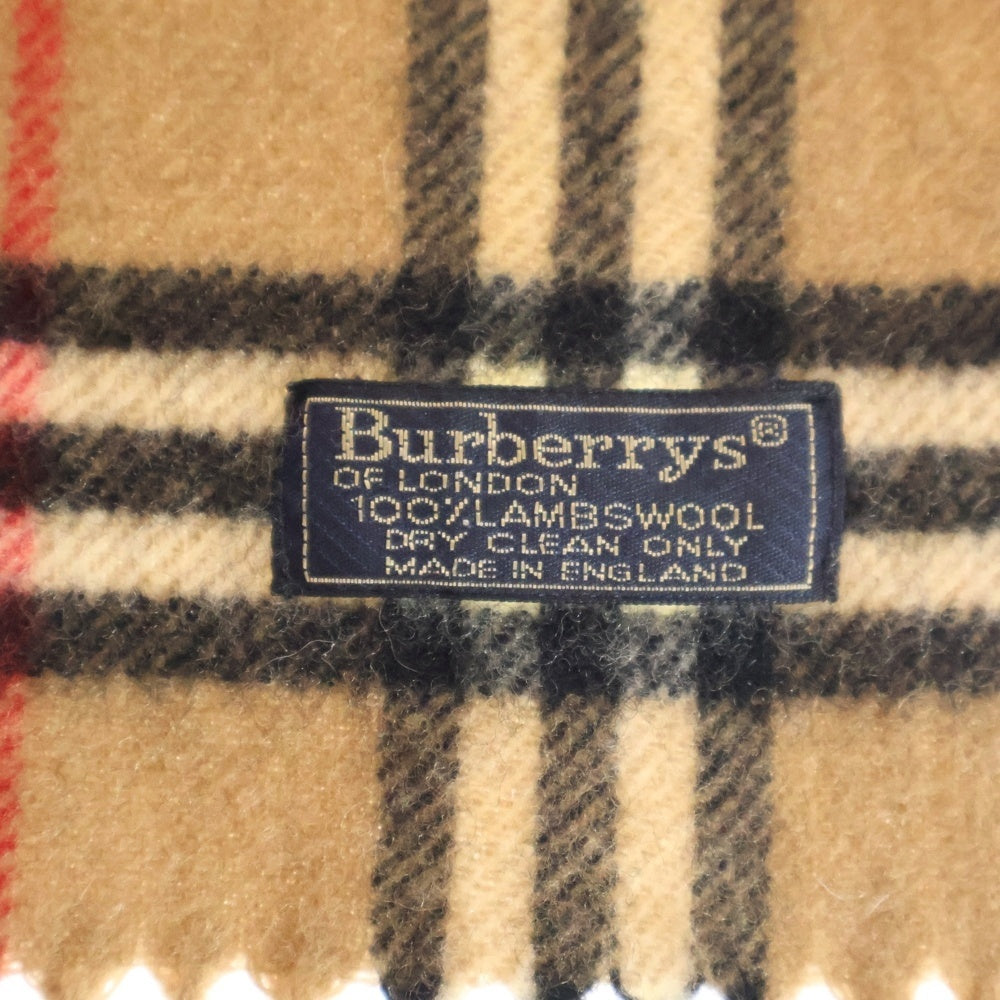 Burberrys®
OF LONDON
100% LAMBSWOOL
DRY CLEAN ONLY
MADE IN ENGLAND